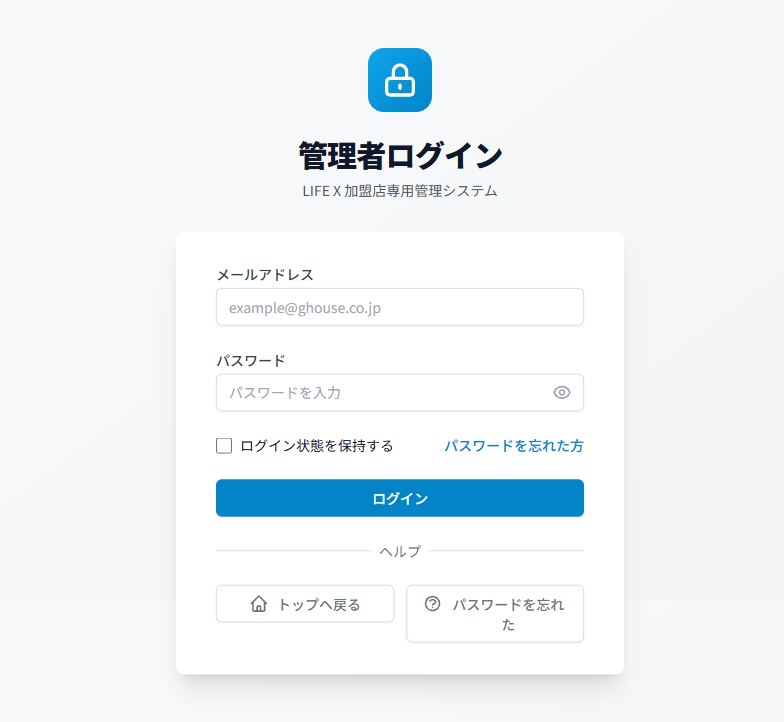 管理者ログイン
LIFE X 加盟店専用管理システム
メールアドレス
example@ghouse.co.jp
パスワード
パスワードを入力
ログイン状態を保持する
パスワードを忘れた方
ログイン
ヘルプ
トップへ戻る
パスワードを忘れ
た